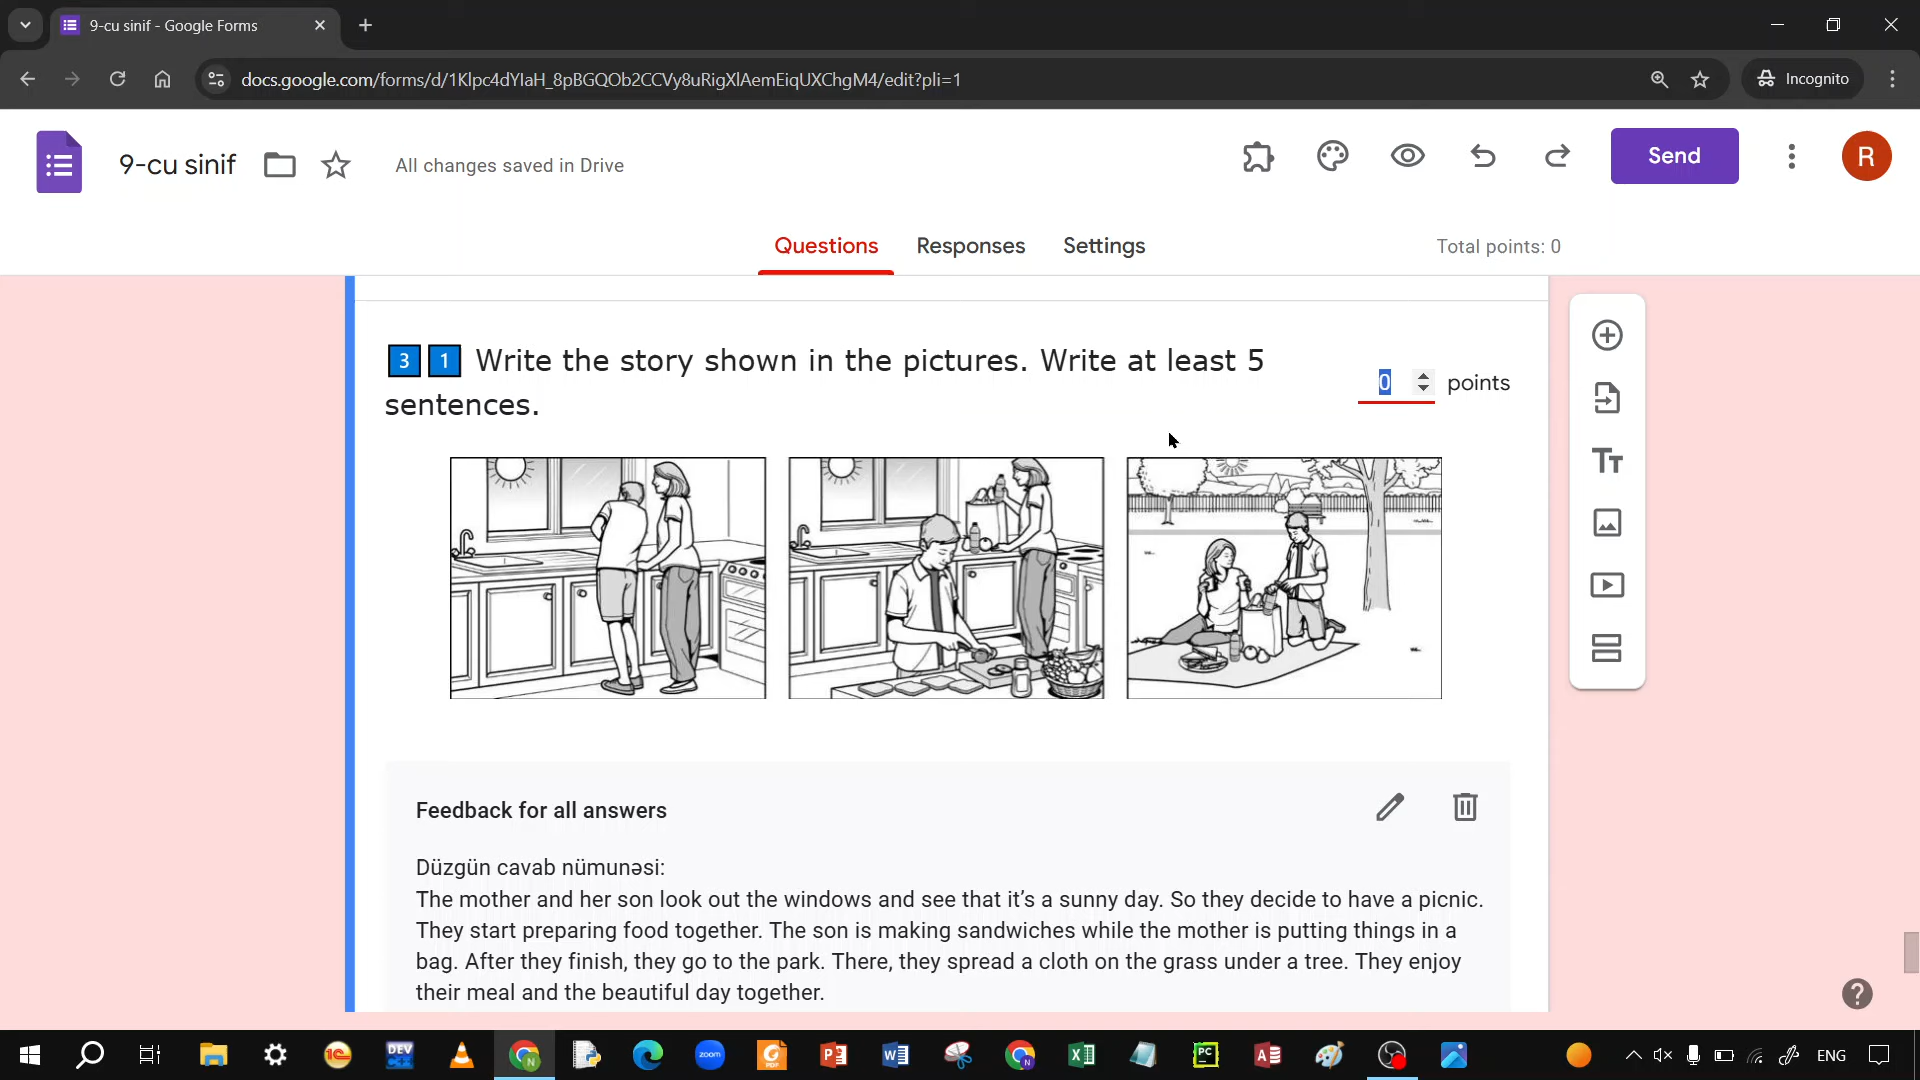 9-cu sinif - Google Forms
docs.google.com/forms/d/1Klpc4dYIaH_8pBGQOb2CCVy8uRigXlAemEiqUXChgM4/edit?pli=1
Incognito
9-cu sinif
All changes saved in Drive
Send
R
Questions
Responses
Settings
Total points: 0
3 1 Write the story shown in the pictures. Write at least 5
sentences.
0 points
Feedback for all answers
Düzgün cavab nümunəsi:
The mother and her son look out the windows and see that it’s a sunny day. So they decide to have a picnic.
They start preparing food together. The son is making sandwiches while the mother is putting things in a
bag. After they finish, they go to the park. There, they spread a cloth on the grass under a tree. They enjoy
their meal and the beautiful day together.
ENG